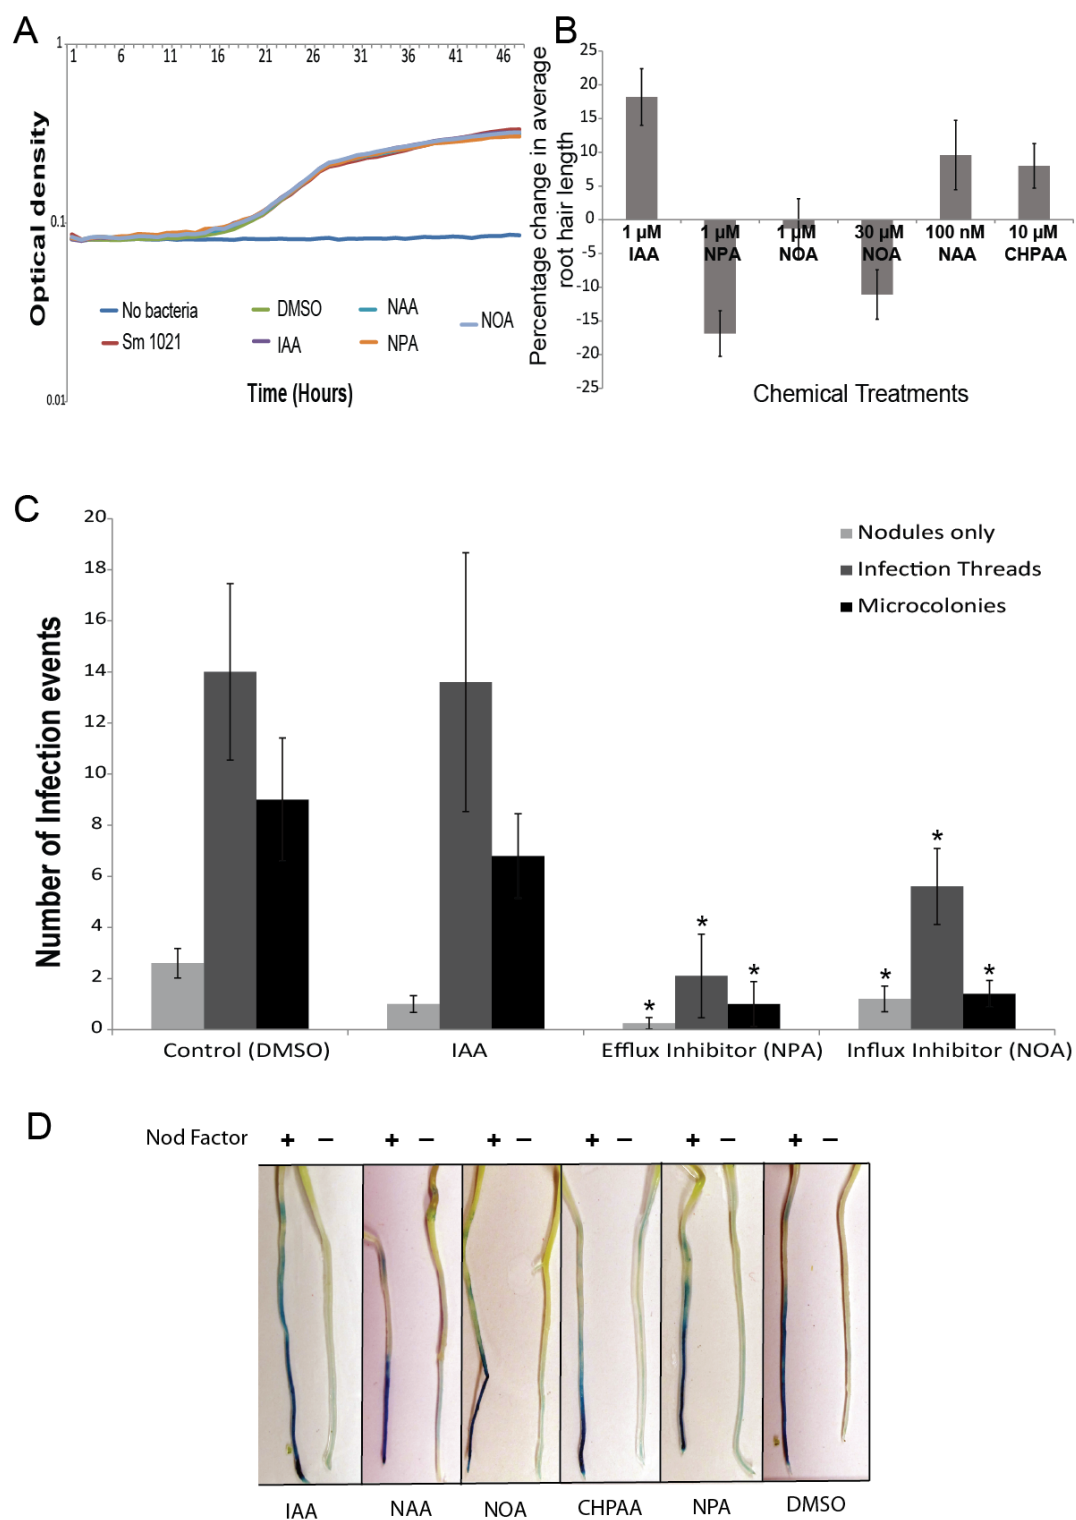 A
1
1 6 11 16 21 26 31 36 41 46
Optical density
0.1
No bacteria
Sm 1021
DMSO
IAA
NAA
NPA
NOA
0.01
Time (Hours)
B
Percentage change in average
root hair length
25
20
15
10
5
0
-5
-10
-15
-20
-25
1 µM
IAA
1 µM
NPA
1 µM
NOA
30 µM
NOA
100 nM
NAA
10 µM
CHPAA
Chemical Treatments
C
Number of Infection events
20
18
16
14
12
10
8
6
4
2
0
Nodules only
Infection Threads
Microcolonies
* * * * * *
Control (DMSO)
IAA
Efflux Inhibitor (NPA)
Influx Inhibitor (NOA)
D
Nod Factor + − + − + − + − + − + −
IAA NAA NOA CHPAA NPA DMSO